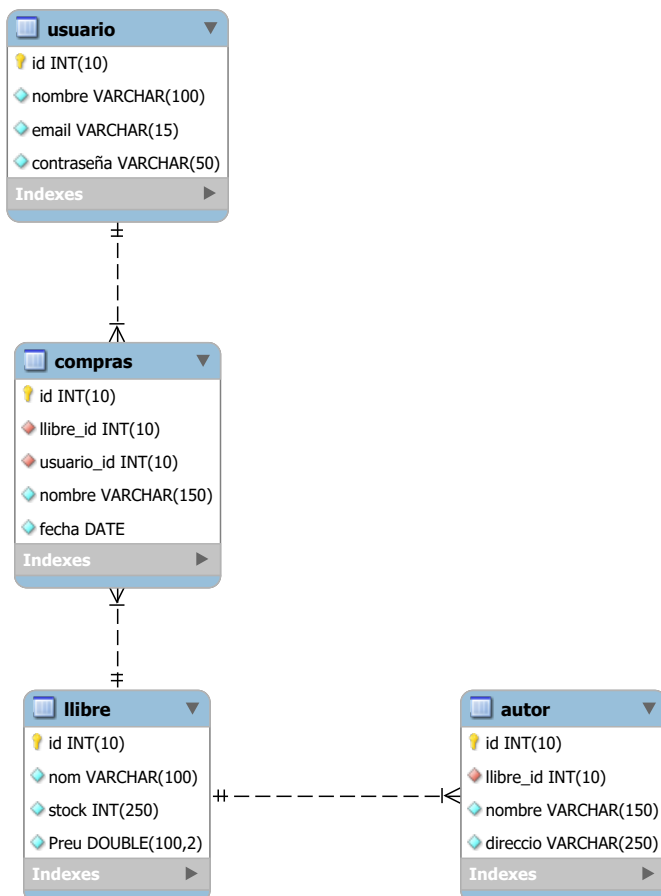 usuario
id INT(10)
nombre VARCHAR(100)
email VARCHAR(15)
contraseña VARCHAR(50)
Indexes
compras
id INT(10)
llibre_id INT(10)
usuario_id INT(10)
nombre VARCHAR(150)
fecha DATE
Indexes
llibre
id INT(10)
nom VARCHAR(100)
stock INT(250)
Preu DOUBLE(100,2)
Indexes
autor
id INT(10)
llibre_id INT(10)
nombre VARCHAR(150)
direccio VARCHAR(250)
Indexes